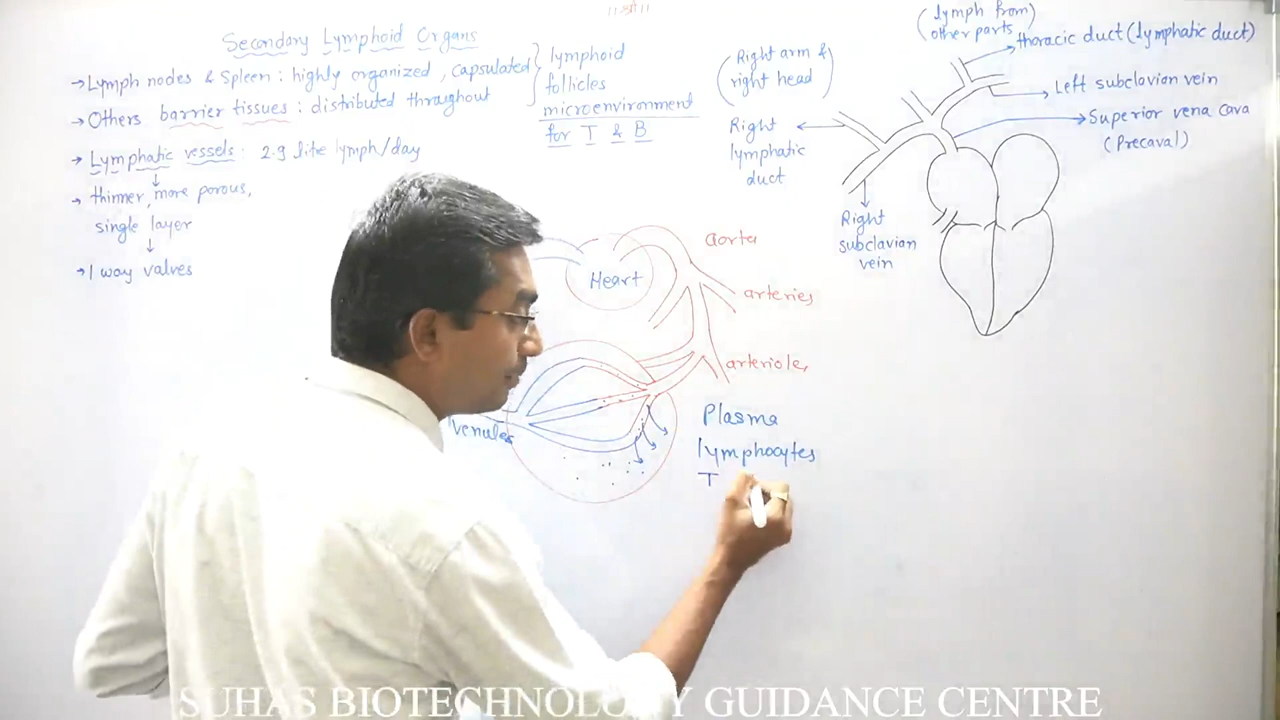 ॥ श्री ॥
Secondary Lymphoid Organs
→ Lymph nodes & Spleen : highly organized, capsulated
→ Others barrier tissues : distributed throughout
lymphoid
follicles
microenvironment
for T & B
→ Lymphatic vessels : 2.9 litre lymph/day
→ thinner, more porous,
single layer
→ 1 way valves
Heart
aorta
arteries
arterioles
venules
Plasma
lymphocytes
T
(Right arm &
right head)
Right
lymphatic
duct
Right
subclavian
vein
(lymph from
other parts)
thoracic duct (lymphatic duct)
Left subclavian vein
Superior vena cava
(Precaval)
SUHAS BIOTECHNOLOGY GUIDANCE CENTRE